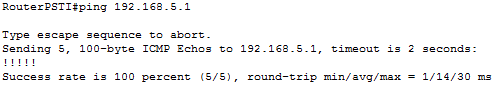 RouterPSTI#ping 192.168.5.1
Type escape sequence to abort.
Sending 5, 100-byte ICMP Echos to 192.168.5.1, timeout is 2 seconds:
!!!!!
Success rate is 100 percent (5/5), round-trip min/avg/max = 1/14/30 ms